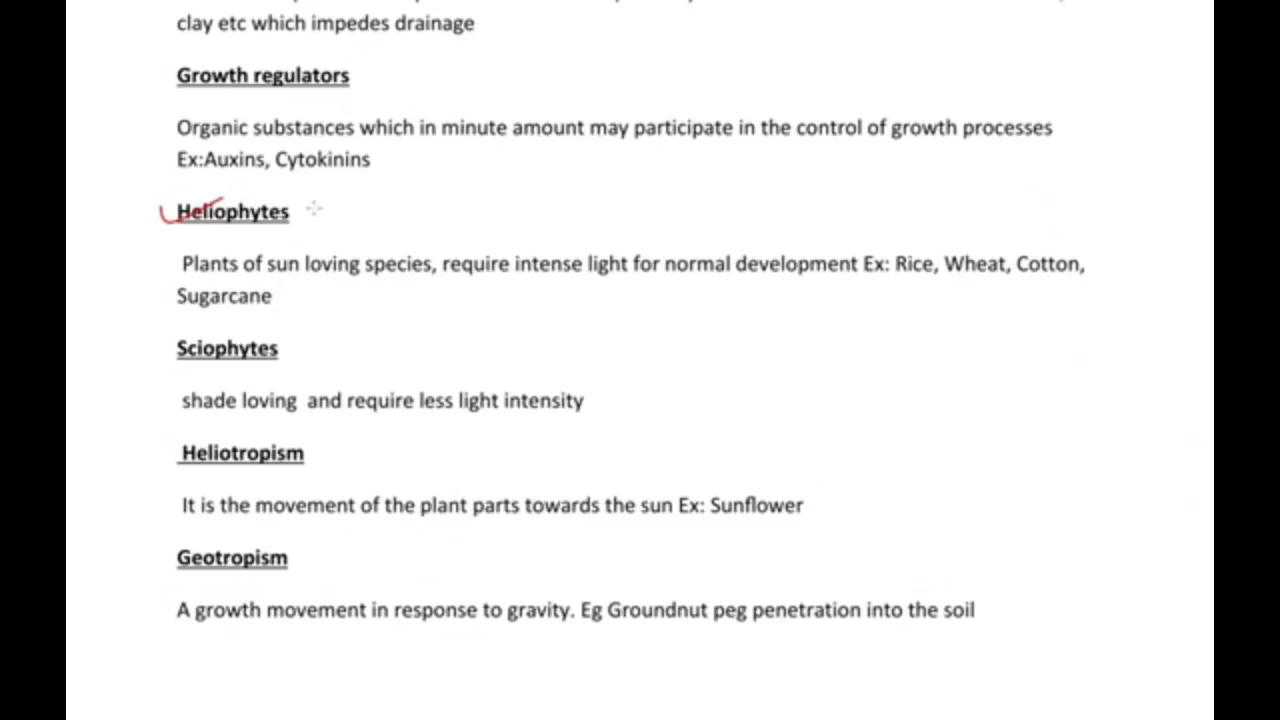 clay etc which impedes drainage
Growth regulators
Organic substances which in minute amount may participate in the control of growth processes
Ex:Auxins, Cytokinins
Heliophytes
Plants of sun loving species, require intense light for normal development Ex: Rice, Wheat, Cotton,
Sugarcane
Sciophytes
shade loving  and require less light intensity
Heliotropism
It is the movement of the plant parts towards the sun Ex: Sunflower
Geotropism
A growth movement in response to gravity. Eg Groundnut peg penetration into the soil